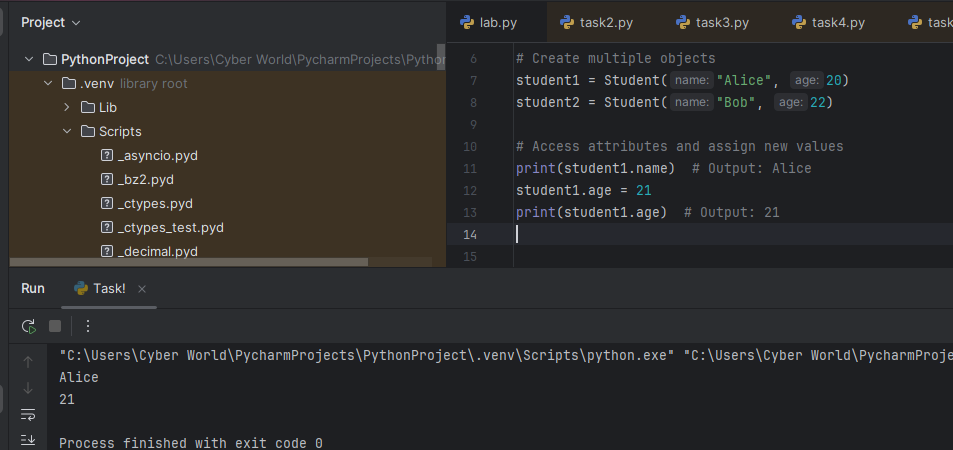 Project
PythonProject C:\Users\Cyber World\PycharmProjects\Python
.venv library root
Lib
Scripts
_asyncio.pyd
_bz2.pyd
_ctypes.pyd
_ctypes_test.pyd
_decimal.pyd
lab.py task2.py task3.py task4.py task
6 # Create multiple objects
7 student1 = Student( name: "Alice", age: 20)
8 student2 = Student( name: "Bob", age: 22)
9
10 # Access attributes and assign new values
11 print(student1.name) # Output: Alice
12 student1.age = 21
13 print(student1.age) # Output: 21
14
15
Run Task!
"C:\Users\Cyber World\PycharmProjects\PythonProject\.venv\Scripts\python.exe" "C:\Users\Cyber World\PycharmProje
Alice
21
Process finished with exit code 0